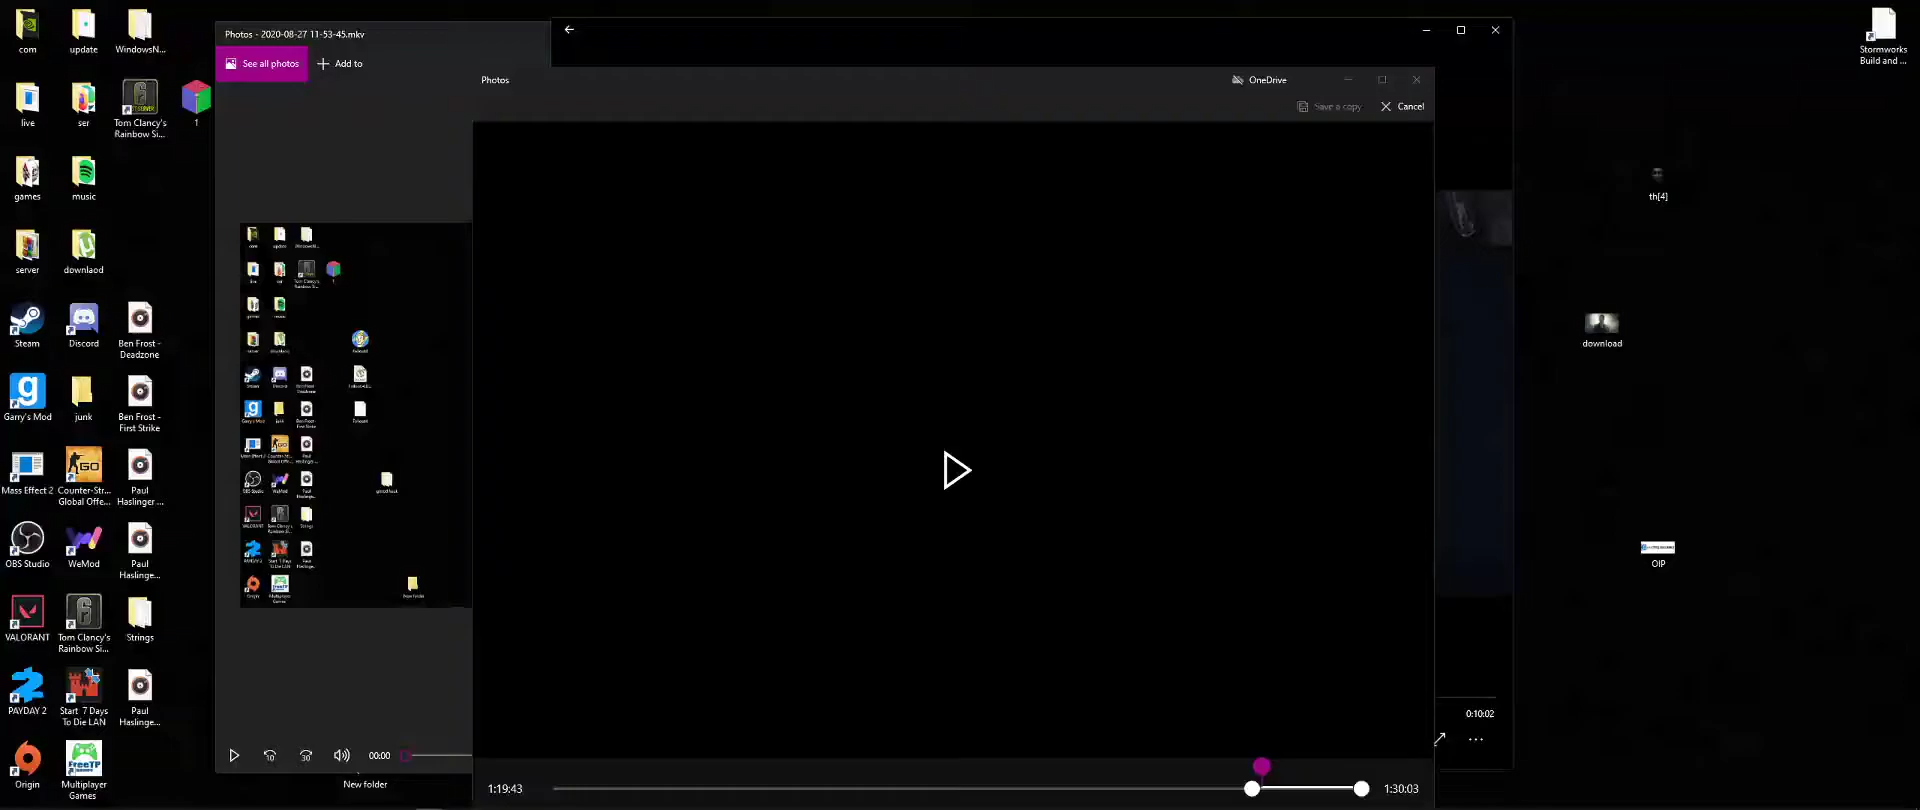 com
update
WindowsN...
Photos - 2020-08-27 11-53-45.mkv
See all photos
Add to
Photos
OneDrive
Save a copy
Cancel
Stormworks
Build and ...
live
ser
Tom Clancy's
Rainbow Si...
1
games
music
th[4]
server
downlaod
Steam
Discord
Ben Frost -
Deadzone
download
Garry's Mod
junk
Ben Frost -
First Strike
Mass Effect 2
Counter-Str...
Global Offe...
Paul
Haslinger ...
OBS Studio
WeMod
Paul
Haslinge...
OIP
VALORANT
Tom Clancy's
Rainbow Si...
Strings
PAYDAY 2
Start 7 Days
To Die LAN
Paul
Haslinge...
0:10:02
10
30
00:00
Origin
FreeTP
Multiplayer
Games
New folder
1:19:43
1:30:03